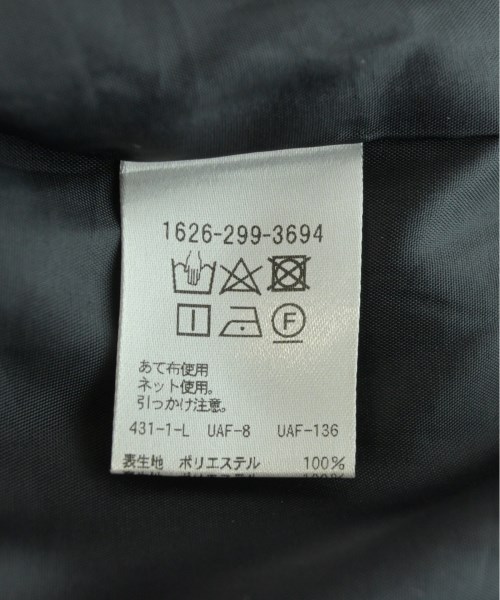 1626-299-3694
F
あて布使用
ネット使用。
引っかけ注意。
431-1-L UAF-8 UAF-136
表生地 ポリエステル 100%